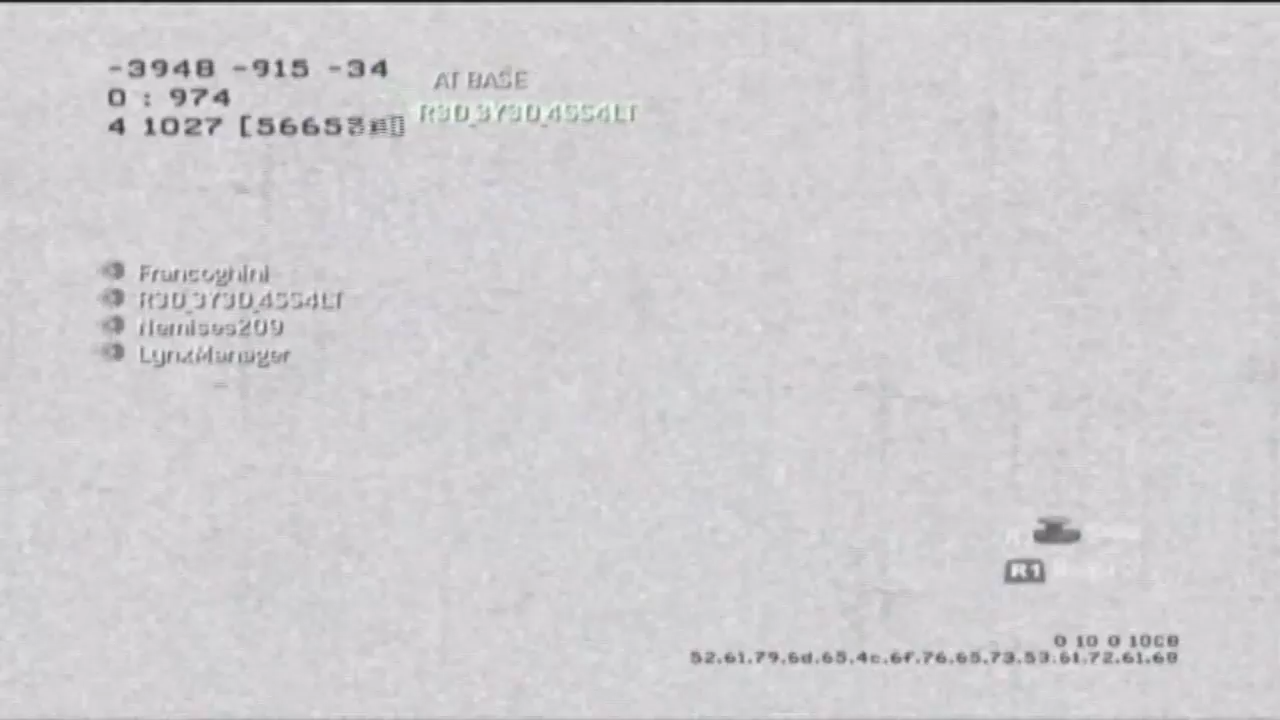 -3948 -915 -34
0 : 974
4 1027 [5665
AT BASE
R3D_3Y3D_4SS4LT
Francoghini
R3D_3Y3D_4SS4LT
Nemises209
LynxManager
R1
0 10 0 10C8
52.61.79.6d.65.4c.6f.76.65.73.53.61.72.61.68